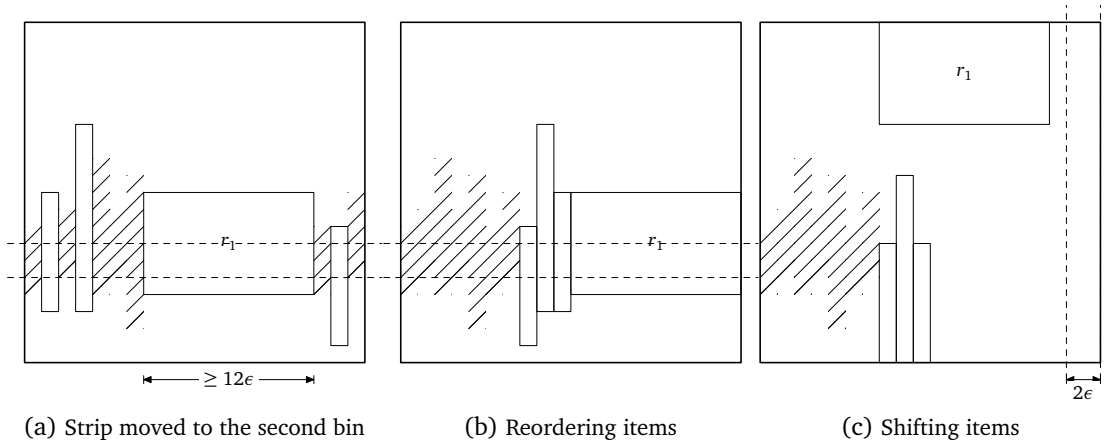 r1
r1
r1
≥ 12ϵ
2ϵ
(a) Strip moved to the second bin
(b) Reordering items
(c) Shifting items